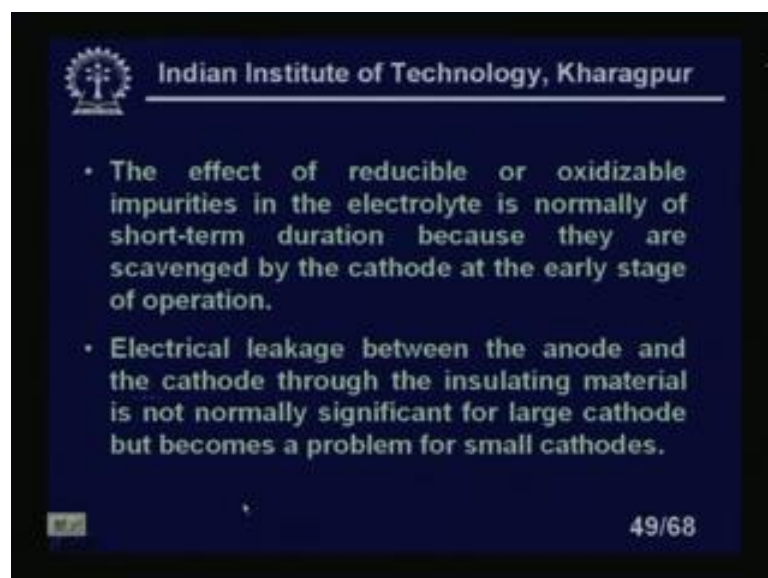 Indian Institute of Technology, Kharagpur
• The effect of reducible or oxidizable
impurities in the electrolyte is normally of
short-term duration because they are
scavenged by the cathode at the early stage
of operation.
• Electrical leakage between the anode and
the cathode through the insulating material
is not normally significant for large cathode
but becomes a problem for small cathodes.
49/68